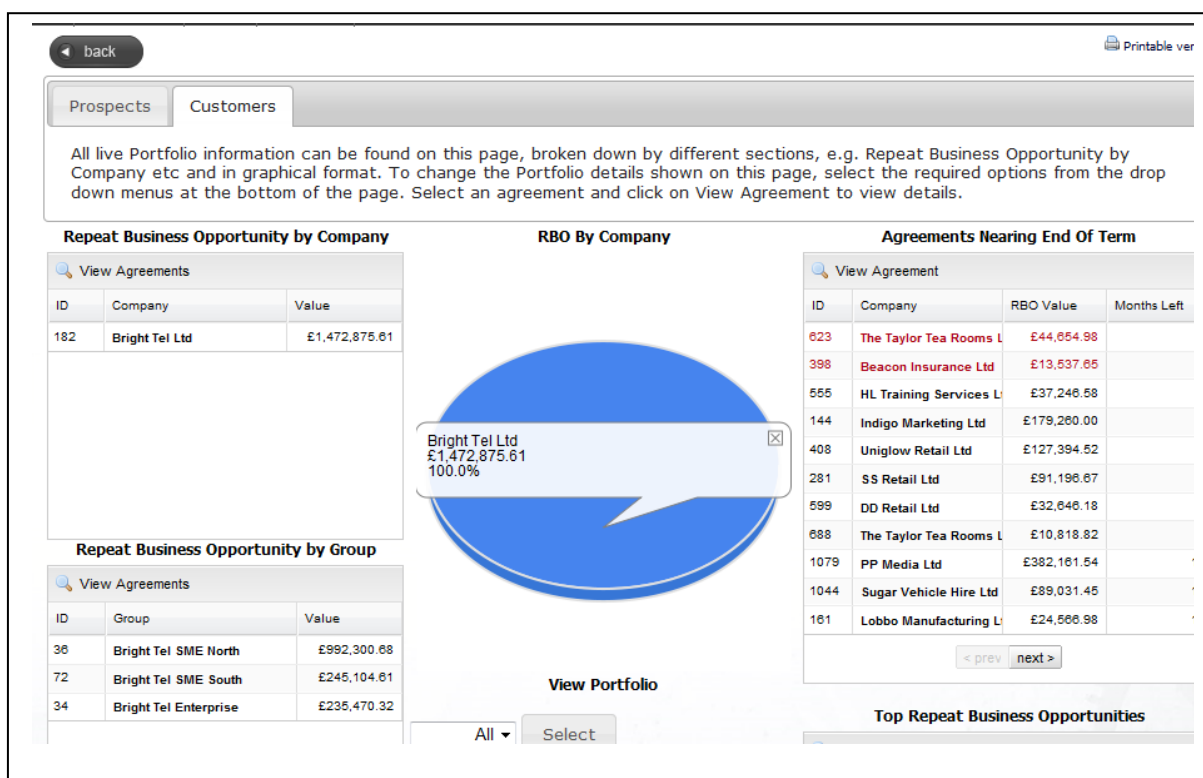 back
Printable ver
Prospects Customers
All live Portfolio information can be found on this page, broken down by different sections, e.g. Repeat Business Opportunity by
Company etc and in graphical format. To change the Portfolio details shown on this page, select the required options from the drop
down menus at the bottom of the page. Select an agreement and click on View Agreement to view details.
Repeat Business Opportunity by Company
View Agreements
ID Company Value
182 Bright Tel Ltd £1,472,875.61
Repeat Business Opportunity by Group
View Agreements
ID Group Value
36 Bright Tel SME North £992,300.68
72 Bright Tel SME South £245,104.61
34 Bright Tel Enterprise £235,470.32
RBO By Company
Bright Tel Ltd
£1,472,875.61
100.0%
View Portfolio
All Select
Agreements Nearing End Of Term
View Agreement
ID Company RBO Value Months Left
623 The Taylor Tea Rooms L £44,654.98
398 Beacon Insurance Ltd £13,537.65
555 HL Training Services Lt £37,246.58
144 Indigo Marketing Ltd £179,260.00
408 Uniglow Retail Ltd £127,394.52
281 SS Retail Ltd £91,196.67
599 DD Retail Ltd £32,646.18
688 The Taylor Tea Rooms L £10,818.82
1079 PP Media Ltd £382,161.54
1044 Sugar Vehicle Hire Ltd £89,031.45
161 Lobbo Manufacturing L £24,566.98
< prev next >
Top Repeat Business Opportunities